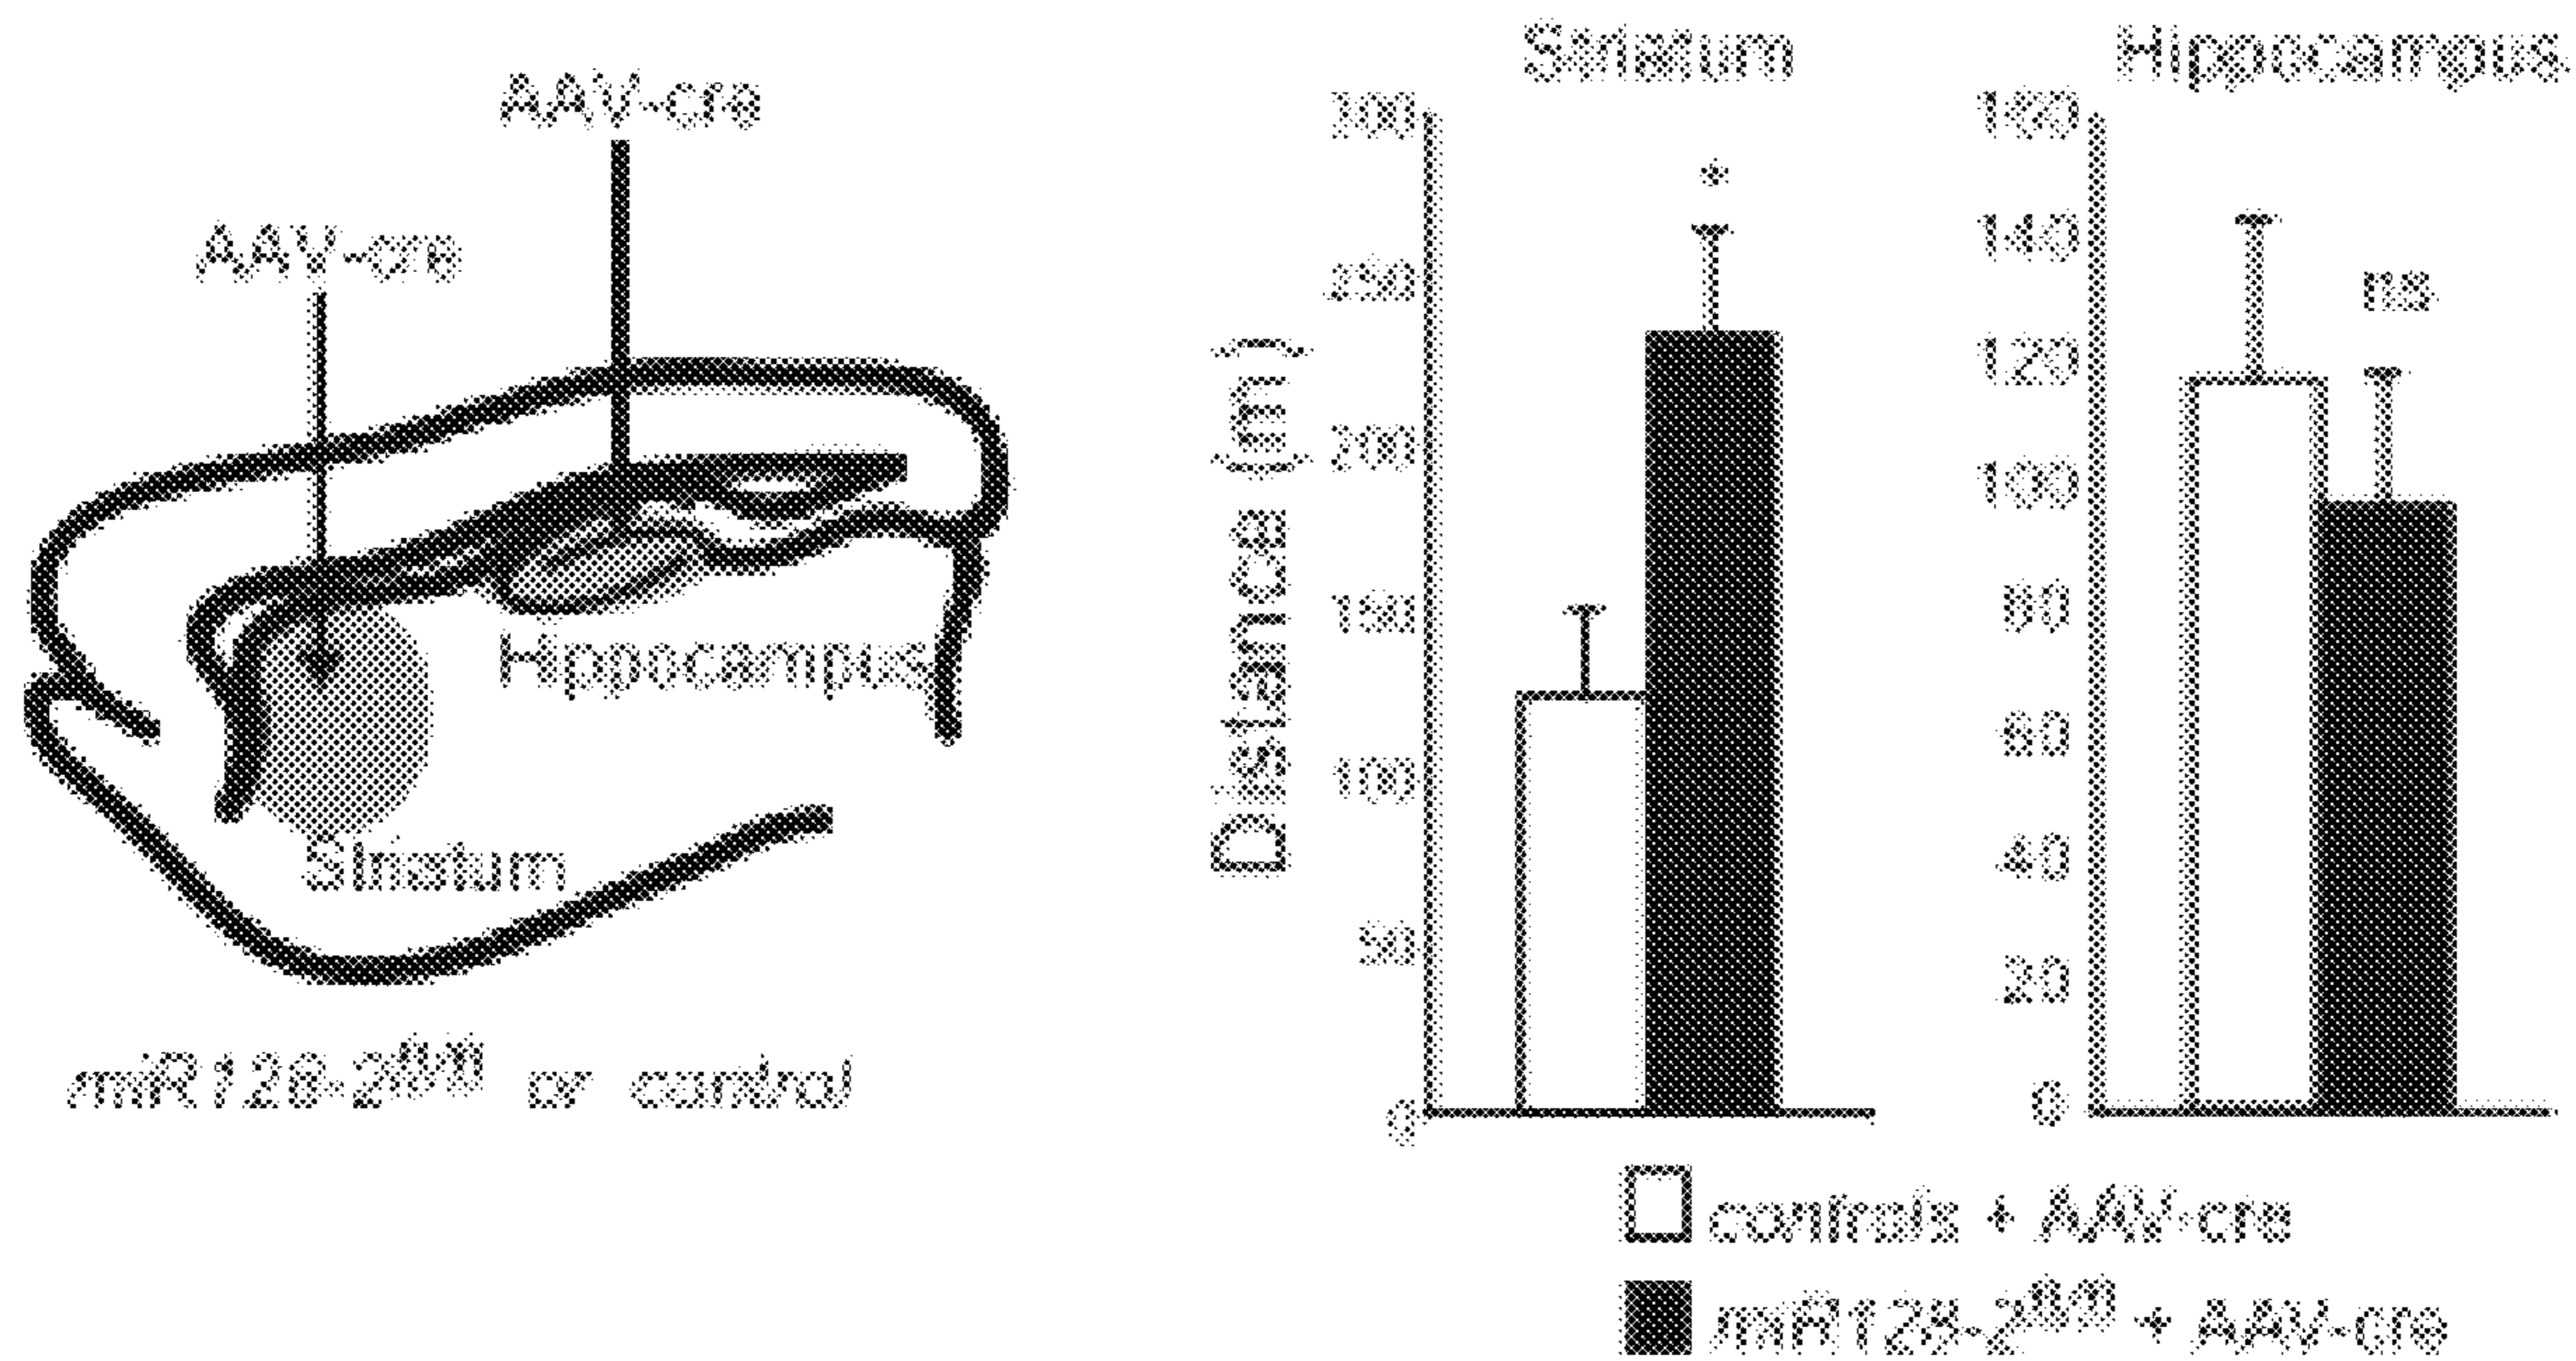 AAV-cre
AAV-cre
Hippocampus
Striatum
miR128-2fl/fl or control
Distance (m)
Striatum
300
250
200
150
100
50
0
*
Hippocampus
160
140
120
100
80
60
40
20
0
ns
controls + AAV-cre
miR128-2fl/fl + AAV-cre